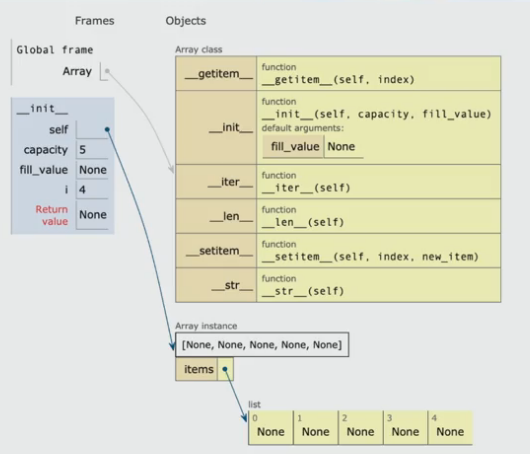 Frames Objects
Global frame
Array
__init__
self
capacity 5
fill_value None
i 4
Return
value None
Array class
__getitem__ function
__getitem__(self, index)
__init__ function
__init__(self, capacity, fill_value)
default arguments:
fill_value None
__iter__ function
__iter__(self)
__len__ function
__len__(self)
__setitem__ function
__setitem__(self, index, new_item)
__str__ function
__str__(self)
Array instance
[None, None, None, None, None]
items
list
0 1 2 3 4
None None None None None